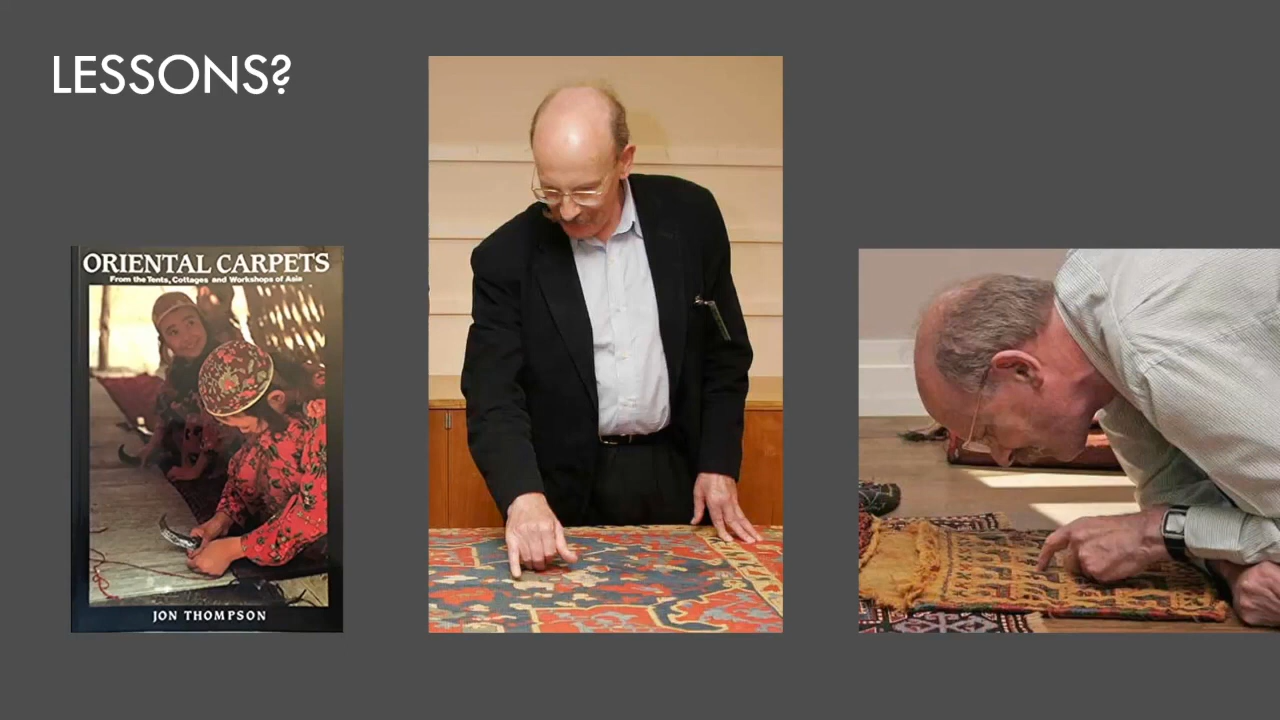 LESSONS?
ORIENTAL CARPETS
From the Tents, Cottages and Workshops of Asia
JON THOMPSON